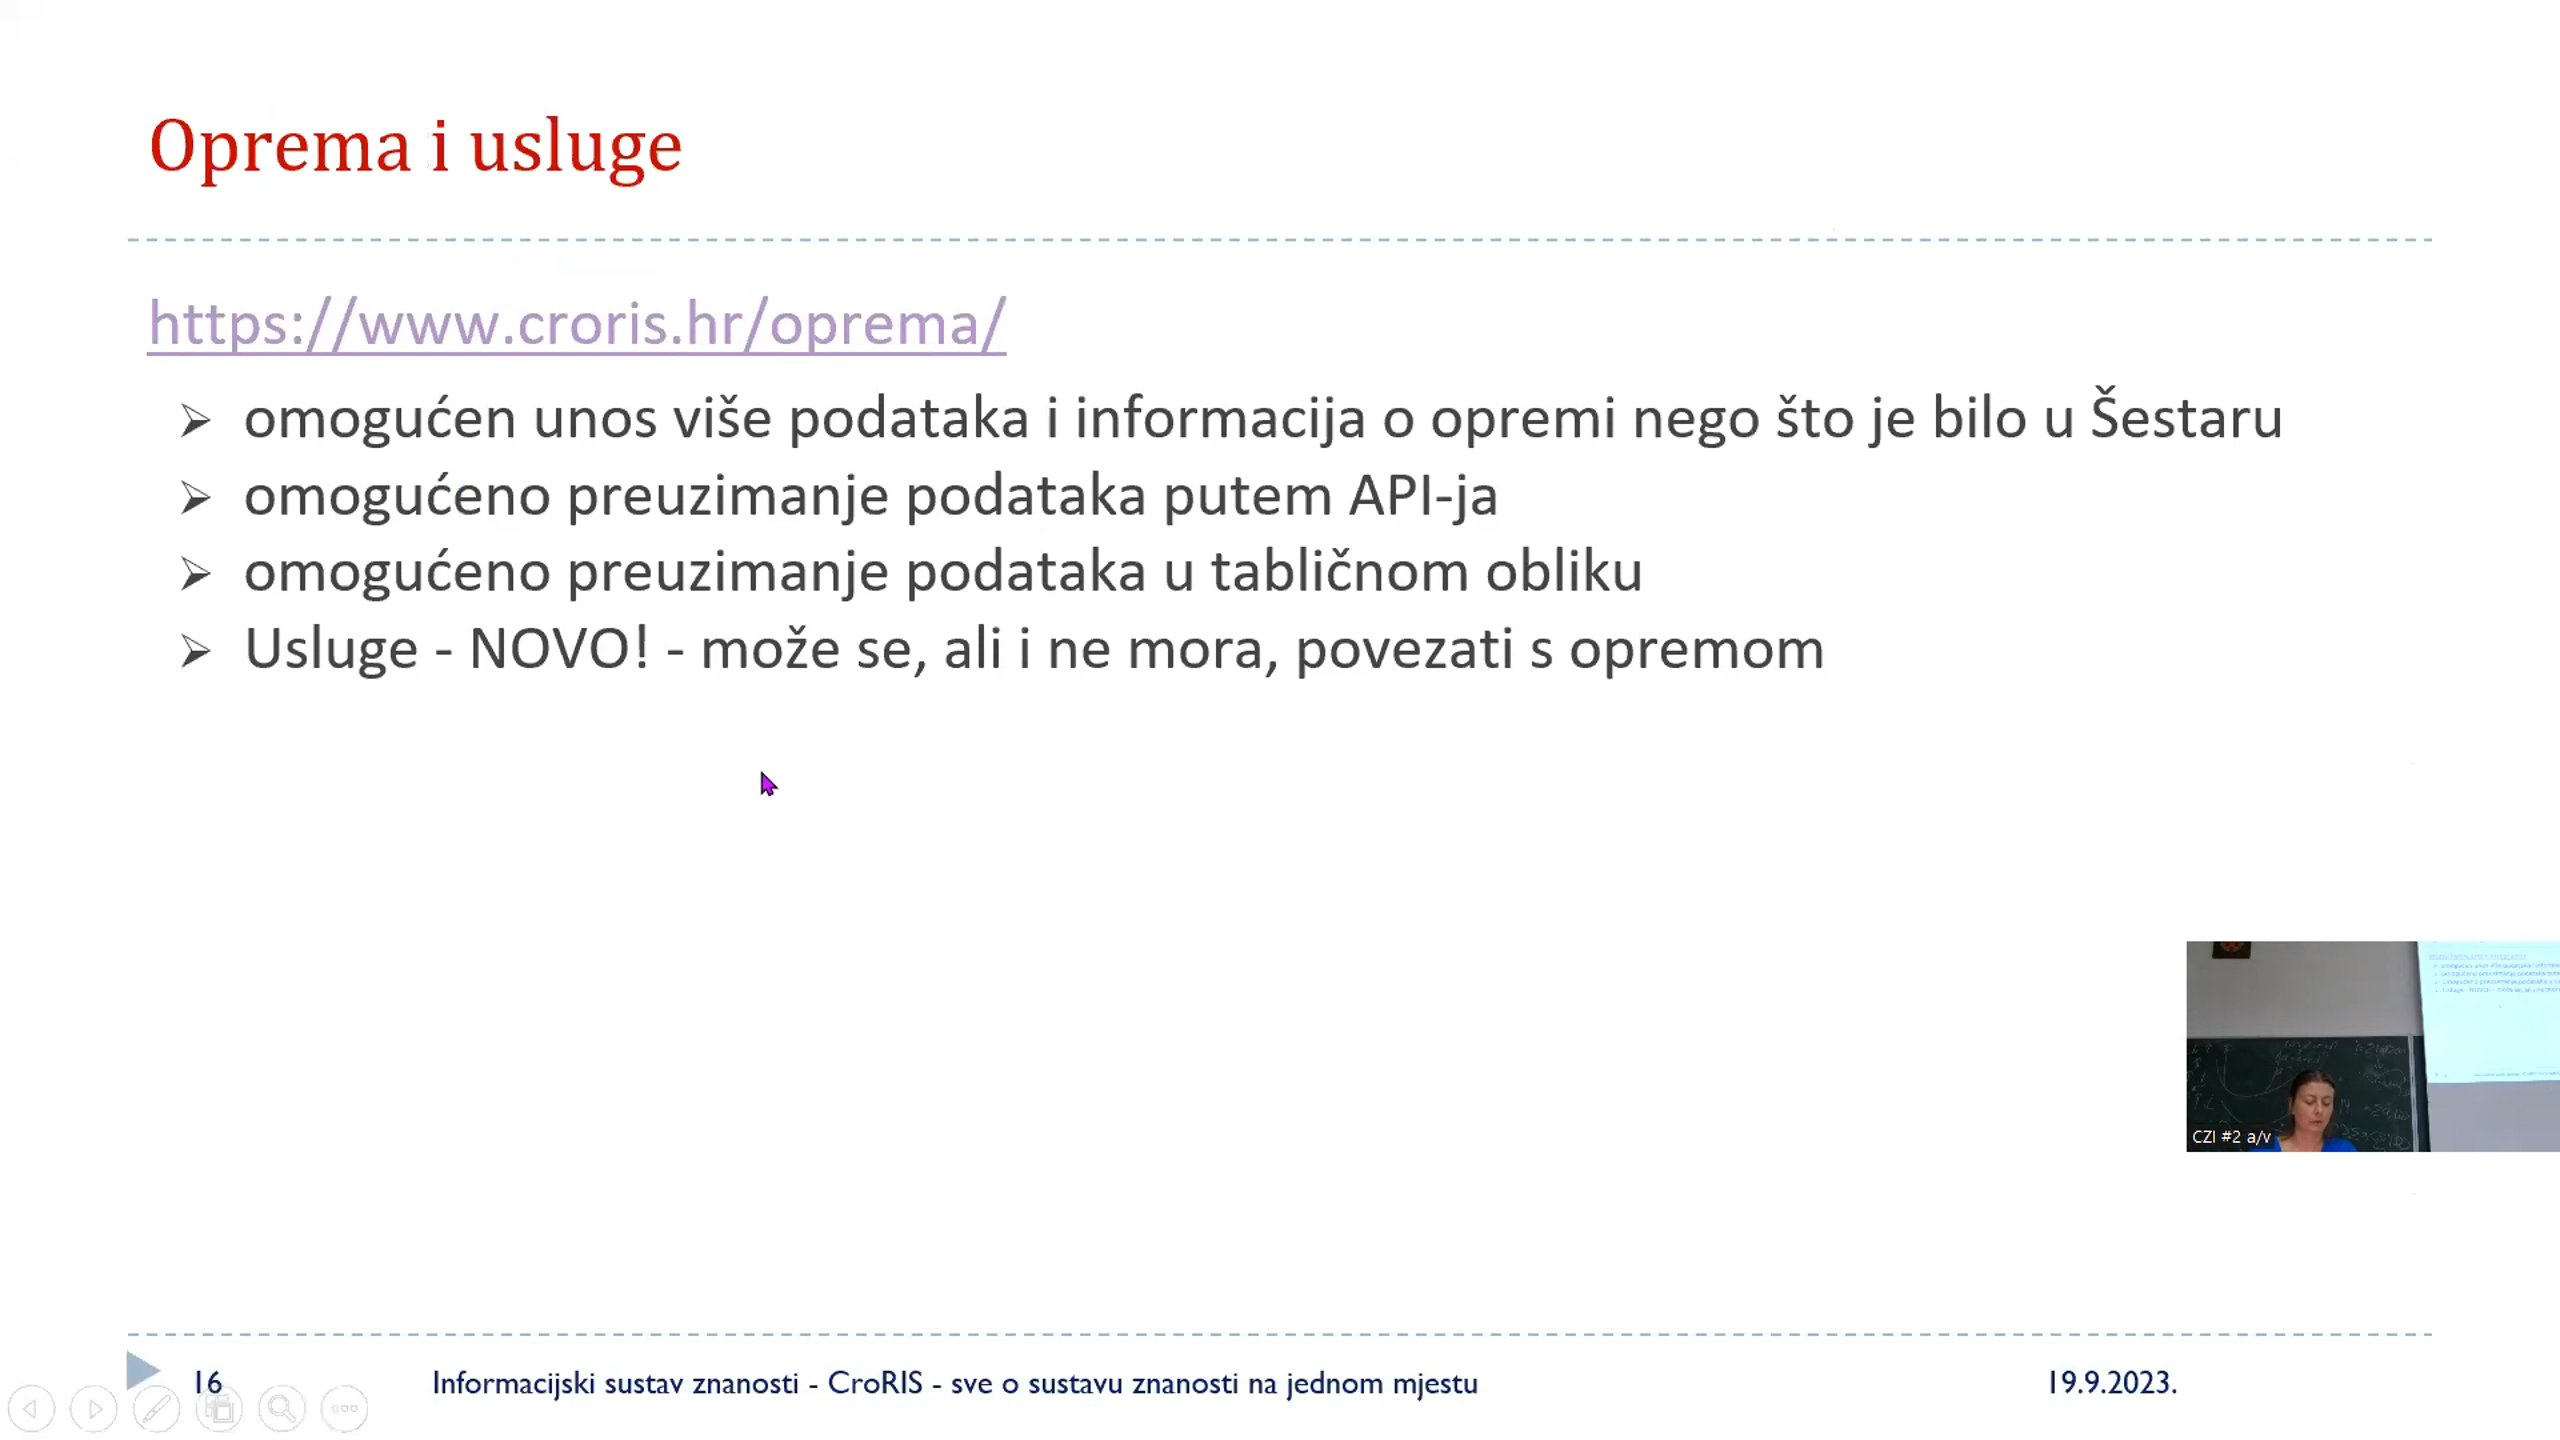 Oprema i usluge
https://www.croris.hr/oprema/
omogućen unos više podataka i informacija o opremi nego što je bilo u Šestaru
omogućeno preuzimanje podataka putem API-ja
omogućeno preuzimanje podataka u tabličnom obliku
Usluge - NOVO! - može se, ali i ne mora, povezati s opremom
CZI #2 a/v
16
Informacijski sustav znanosti - CroRIS - sve o sustavu znanosti na jednom mjestu
19.9.2023.